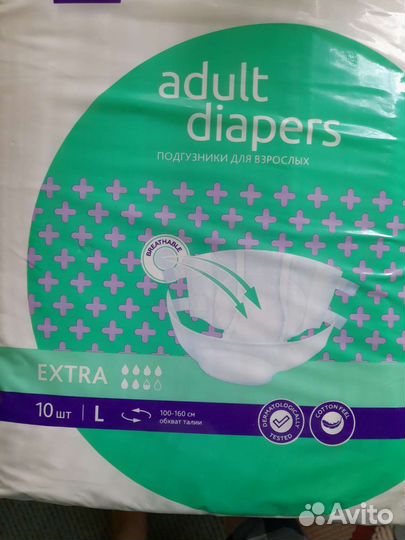 adult
diapers
ПОДГУЗНИКИ ДЛЯ ВЗРОСЛЫХ
BREATHABLE
EXTRA
10 шт | L
100-160 см
обхват талии
DERMATOLOGICALLY
TESTED
COTTON FEEL
Avito